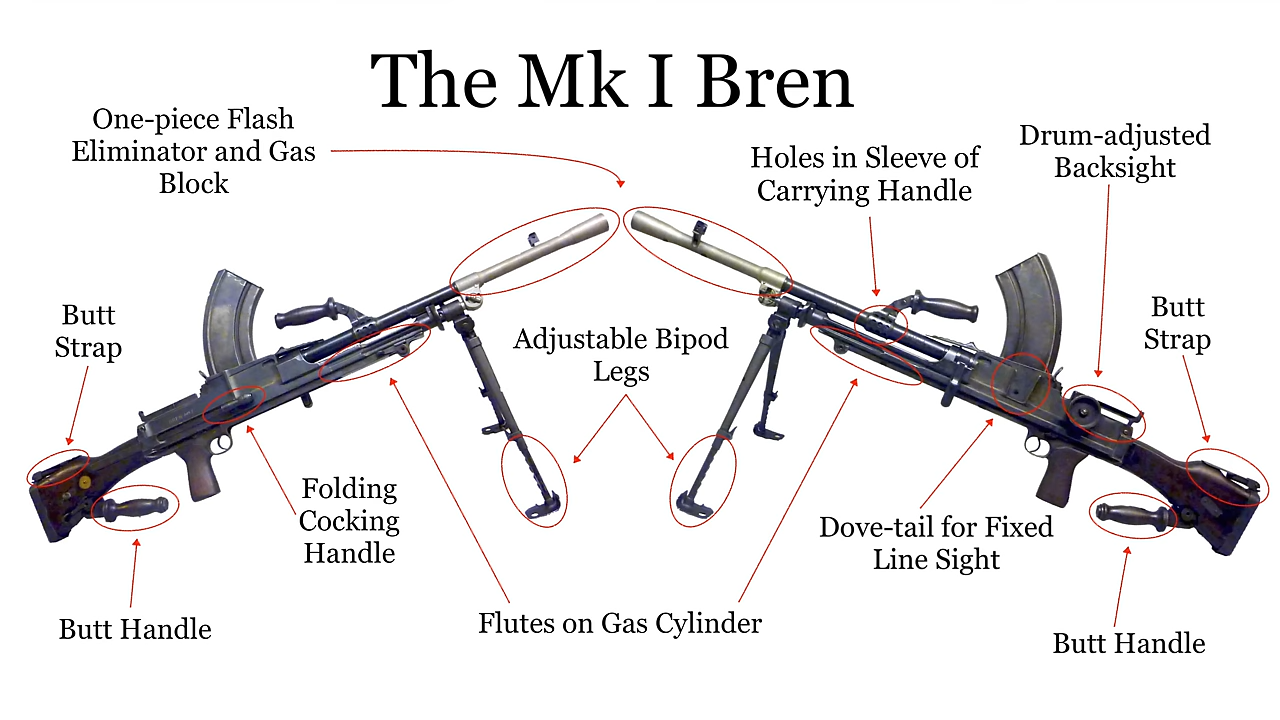 The Mk I Bren
One-piece Flash
Eliminator and Gas
Block
Holes in Sleeve of
Carrying Handle
Drum-adjusted
Backsight
Butt
Strap
Adjustable Bipod
Legs
Butt
Strap
Folding
Cocking
Handle
Dove-tail for Fixed
Line Sight
Butt Handle
Flutes on Gas Cylinder
Butt Handle